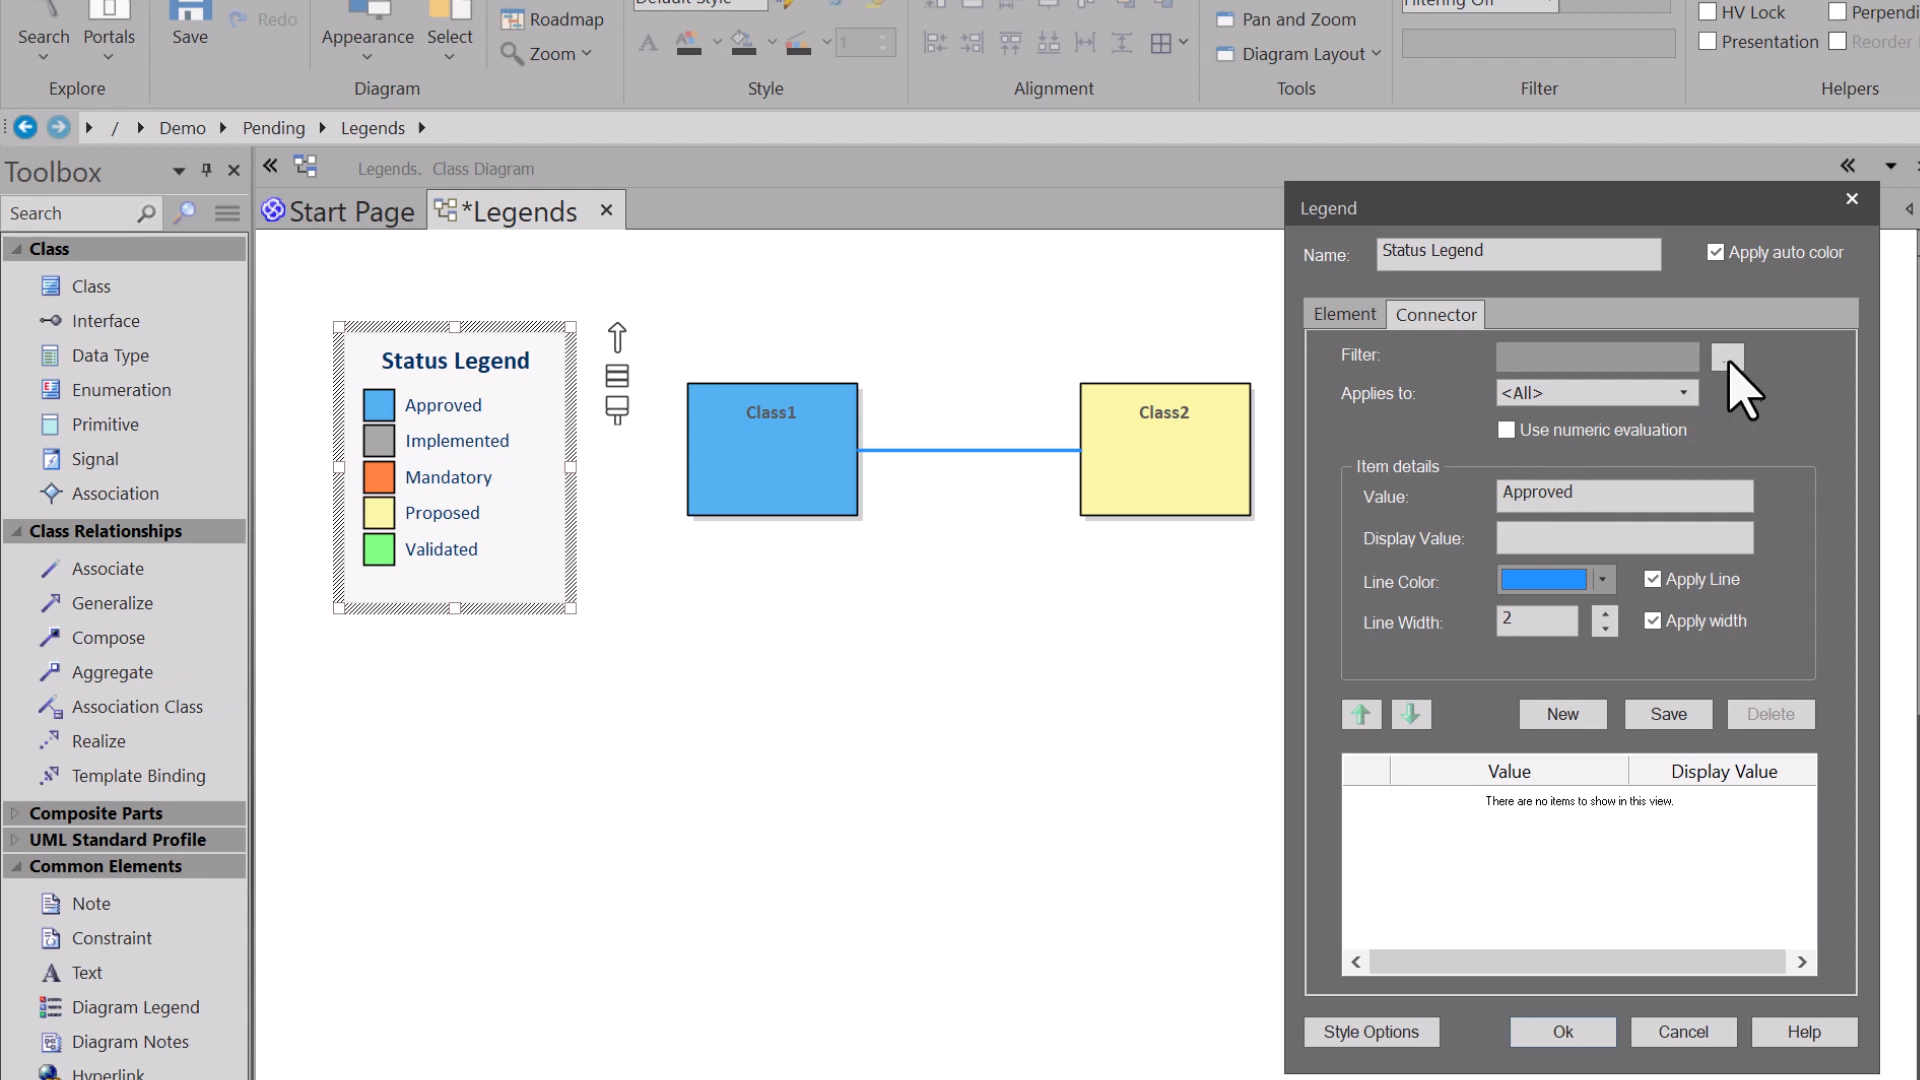 Default Style
Filtering Off
Search
Portals
Save
Redo
Appearance
Select
Roadmap
Zoom
1
Pan and Zoom
Diagram Layout
HV Lock
Presentation
Reorder
Explore
Diagram
Style
Alignment
Tools
Filter
Helpers
/ Demo Pending Legends
Toolbox
Legends. Class Diagram
Search
Start Page
*Legends
Class
Class
Interface
Data Type
Enumeration
Primitive
Signal
Association
Class Relationships
Associate
Generalize
Compose
Aggregate
Association Class
Realize
Template Binding
Composite Parts
UML Standard Profile
Common Elements
Note
Constraint
Text
Diagram Legend
Diagram Notes
Hyperlink
Status Legend
Approved
Implemented
Mandatory
Proposed
Validated
Class1
Class2
Legend
Name: Status Legend
Apply auto color
Element Connector
Filter:
Applies to: <All>
Use numeric evaluation
Item details
Value: Approved
Display Value:
Line Color: Apply Line
Line Width: 2 Apply width
New Save Delete
Value Display Value
There are no items to show in this view.
Style Options Ok Cancel Help